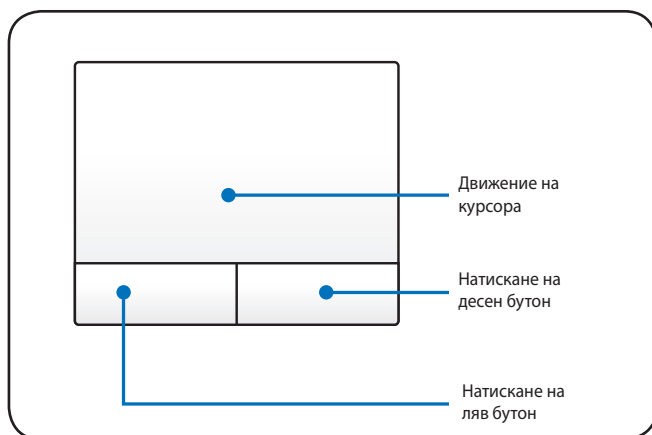 Движение на
курсора
Натискане на
десен бутон
Натискане на
ляв бутон